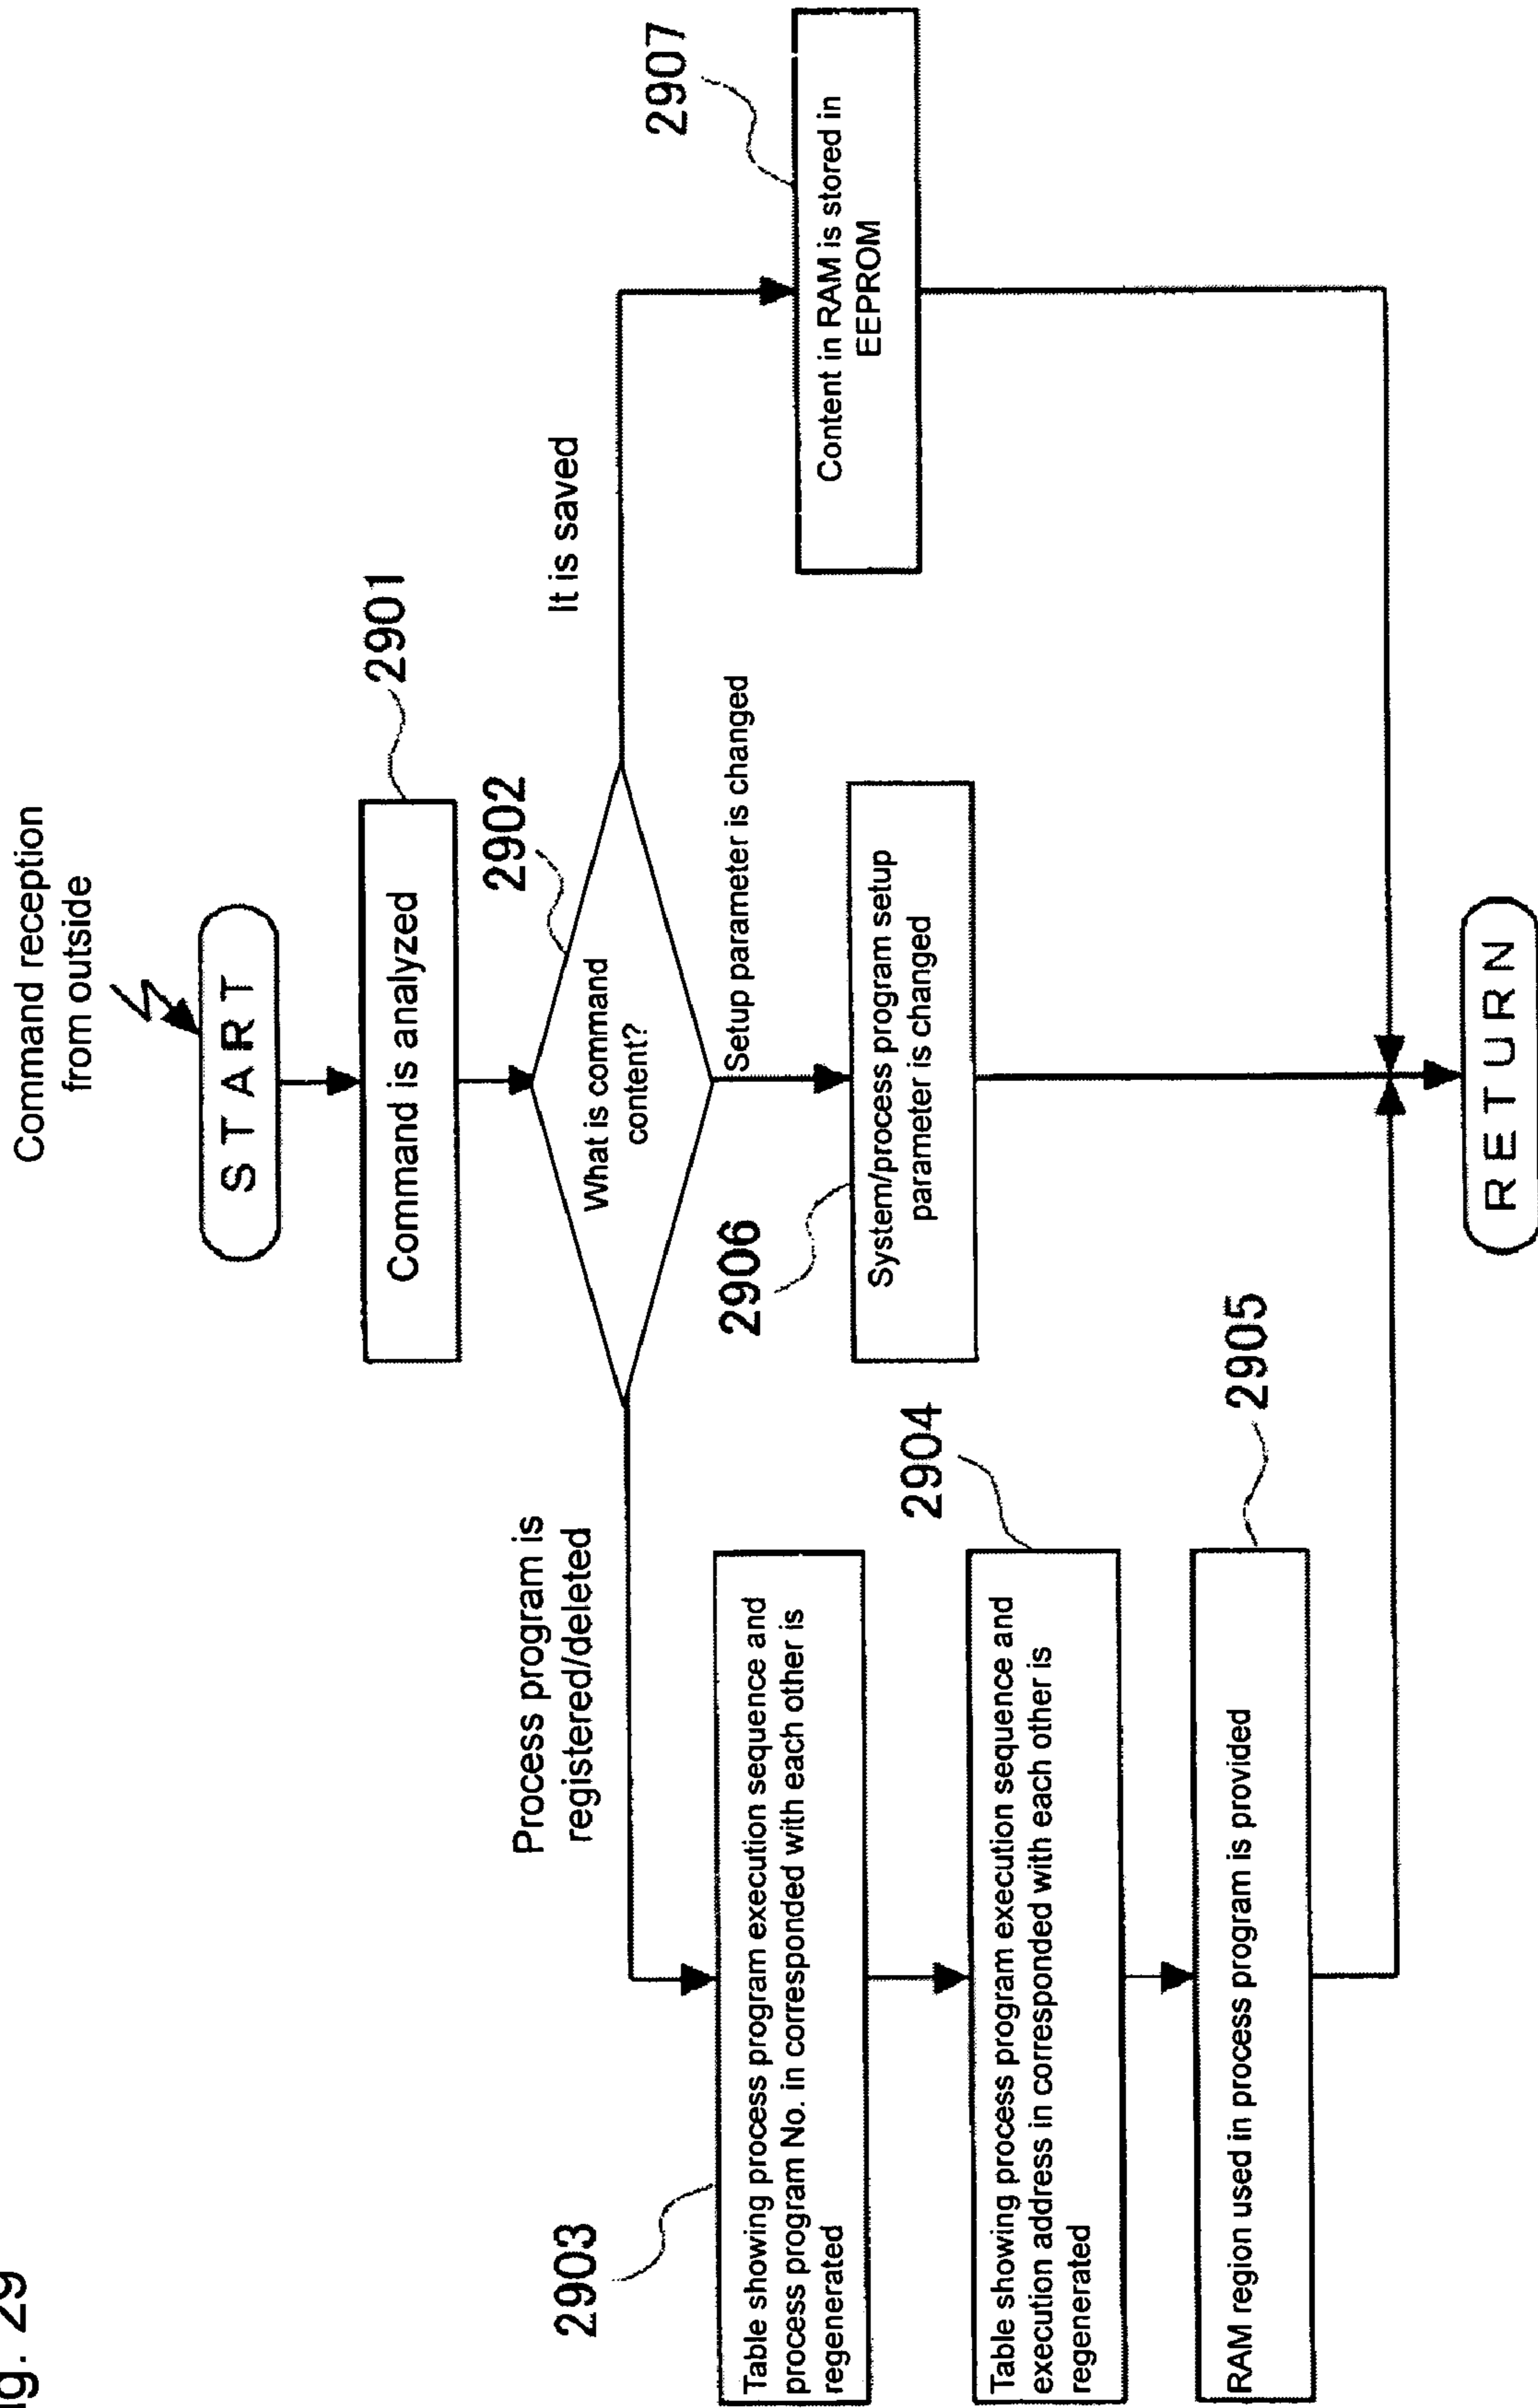 ig. 29
Command reception
from outside
START
Command is analyzed
2901
2902
What is command
content?
Process program is
registered/deleted
Setup parameter is changed
It is saved
2903
Table showing process program execution sequence and
process program No. in corresponded with each other is
regenerated
2904
Table showing process program execution sequence and
execution address in corresponded with each other is
regenerated
2905
RAM region used in process program is provided
2906
System/process program setup
parameter is changed
2907
Content in RAM is stored in
EEPROM
RETURN